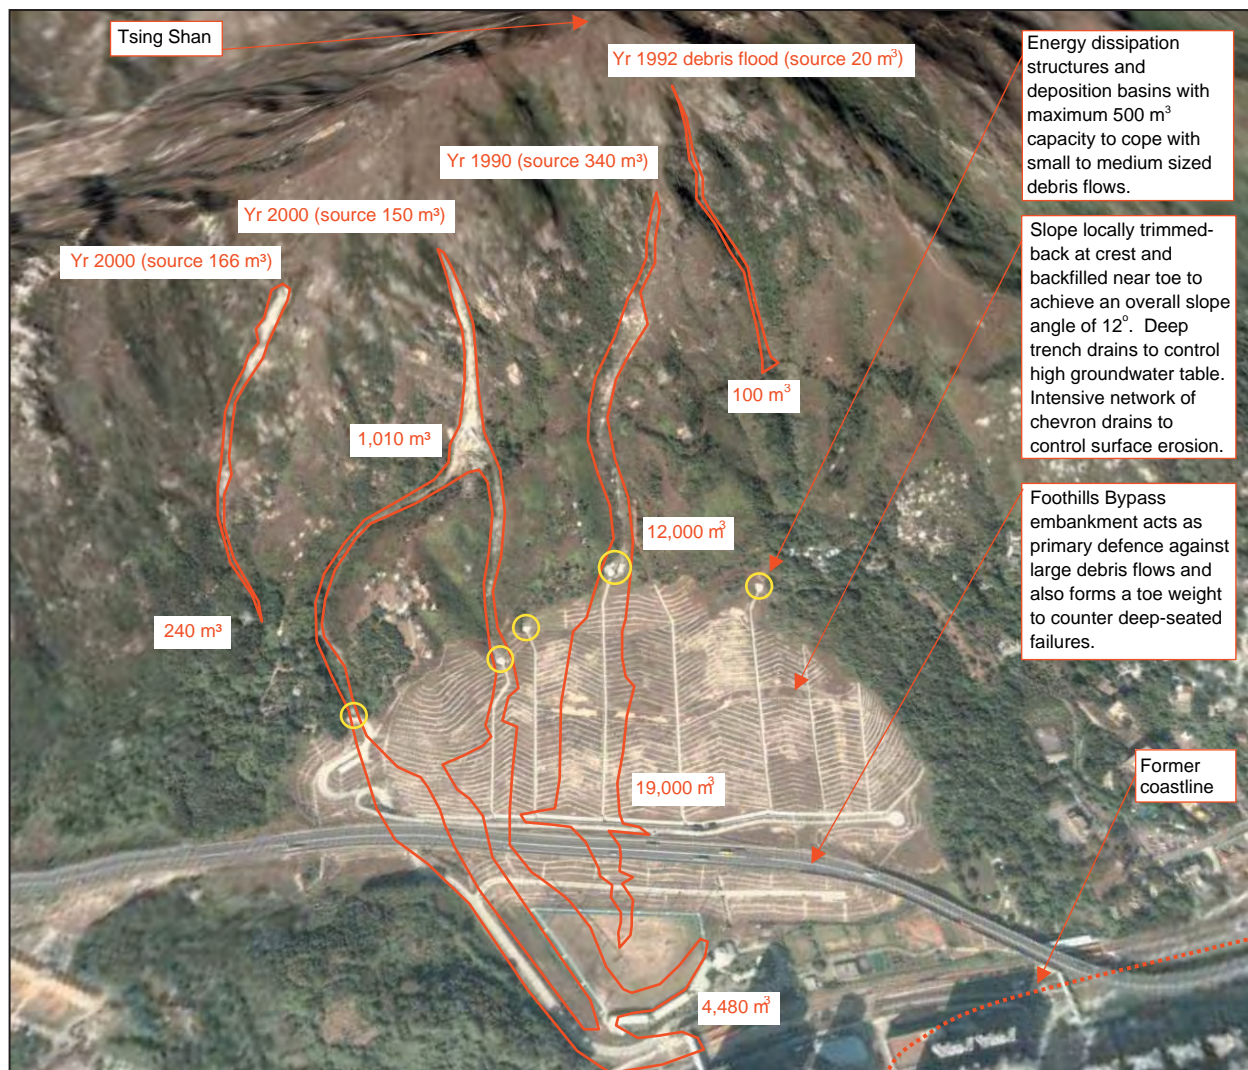 Tsing Shan
Yr 1992 debris flood (source 20 m³)
Yr 1990 (source 340 m³)
Yr 2000 (source 150 m³)
Yr 2000 (source 166 m³)
Energy dissipation
structures and
deposition basins with
maximum 500 m³
capacity to cope with
small to medium sized
debris flows.
Slope locally trimmed-
back at crest and
backfilled near toe to
achieve an overall slope
angle of 12°. Deep
trench drains to control
high groundwater table.
Intensive network of
chevron drains to
control surface erosion.
100 m³
1,010 m³
Foothills Bypass
embankment acts as
primary defence against
large debris flows and
also forms a toe weight
to counter deep-seated
failures.
12,000 m³
240 m³
19,000 m³
Former
coastline
4,480 m³